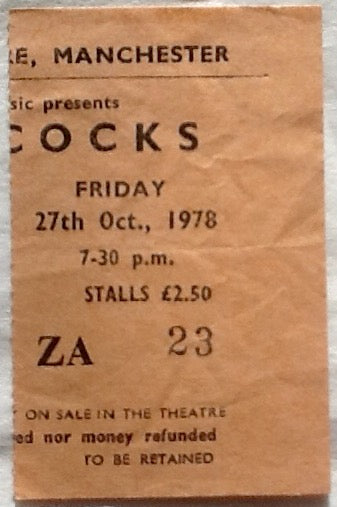 RE, MANCHESTER
sic presents
COCKS
FRIDAY
27th Oct., 1978
7-30 p.m.
STALLS £2.50
ZA 23
ON SALE IN THE THEATRE
ed nor money refunded
TO BE RETAINED